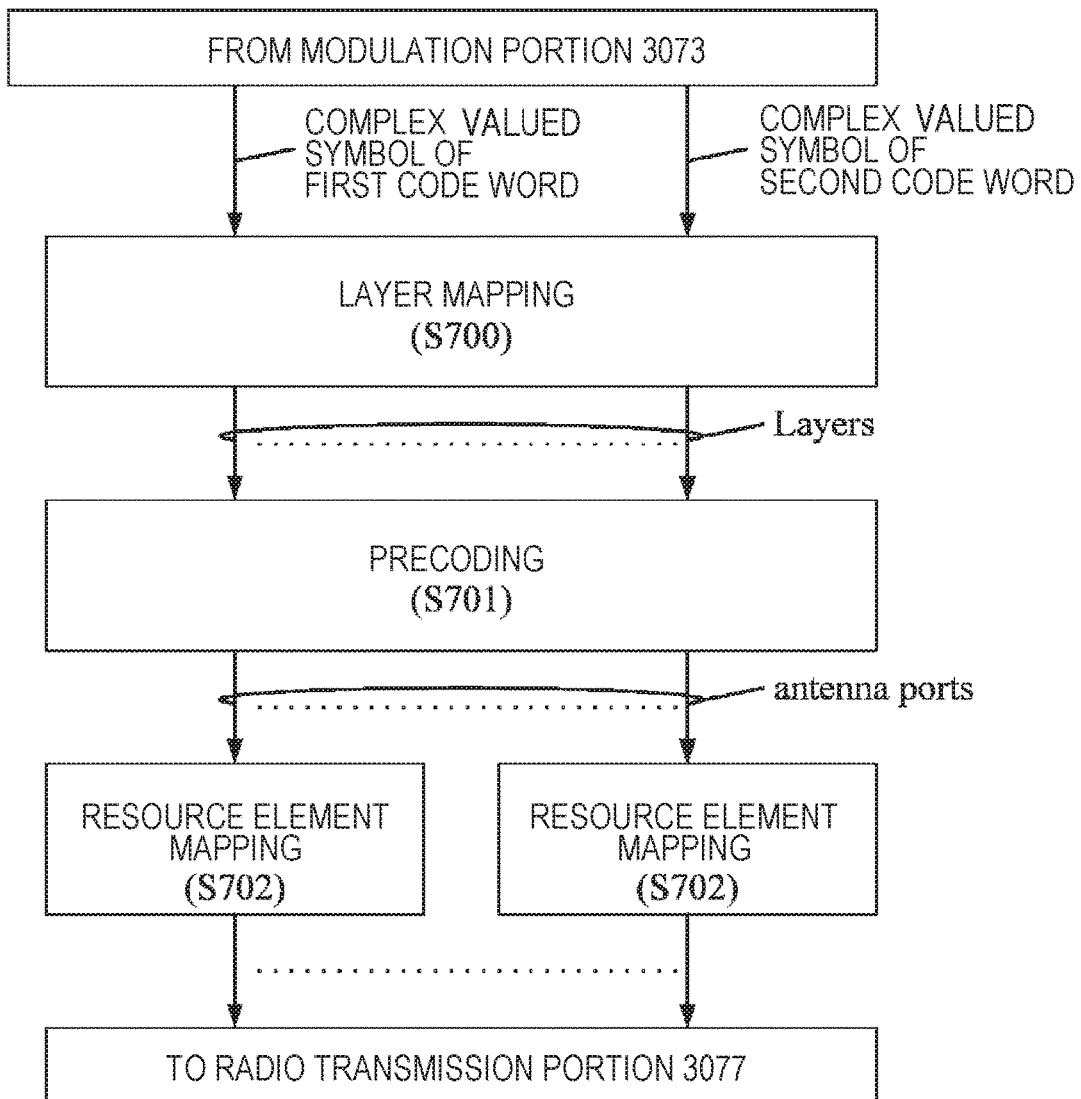 FROM MODULATION PORTION 3073
COMPLEX VALUED
SYMBOL OF
FIRST CODE WORD
COMPLEX VALUED
SYMBOL OF
SECOND CODE WORD
LAYER MAPPING
(S700)
Layers
PRECODING
(S701)
antenna ports
RESOURCE ELEMENT
MAPPING
(S702)
RESOURCE ELEMENT
MAPPING
(S702)
TO RADIO TRANSMISSION PORTION 3077